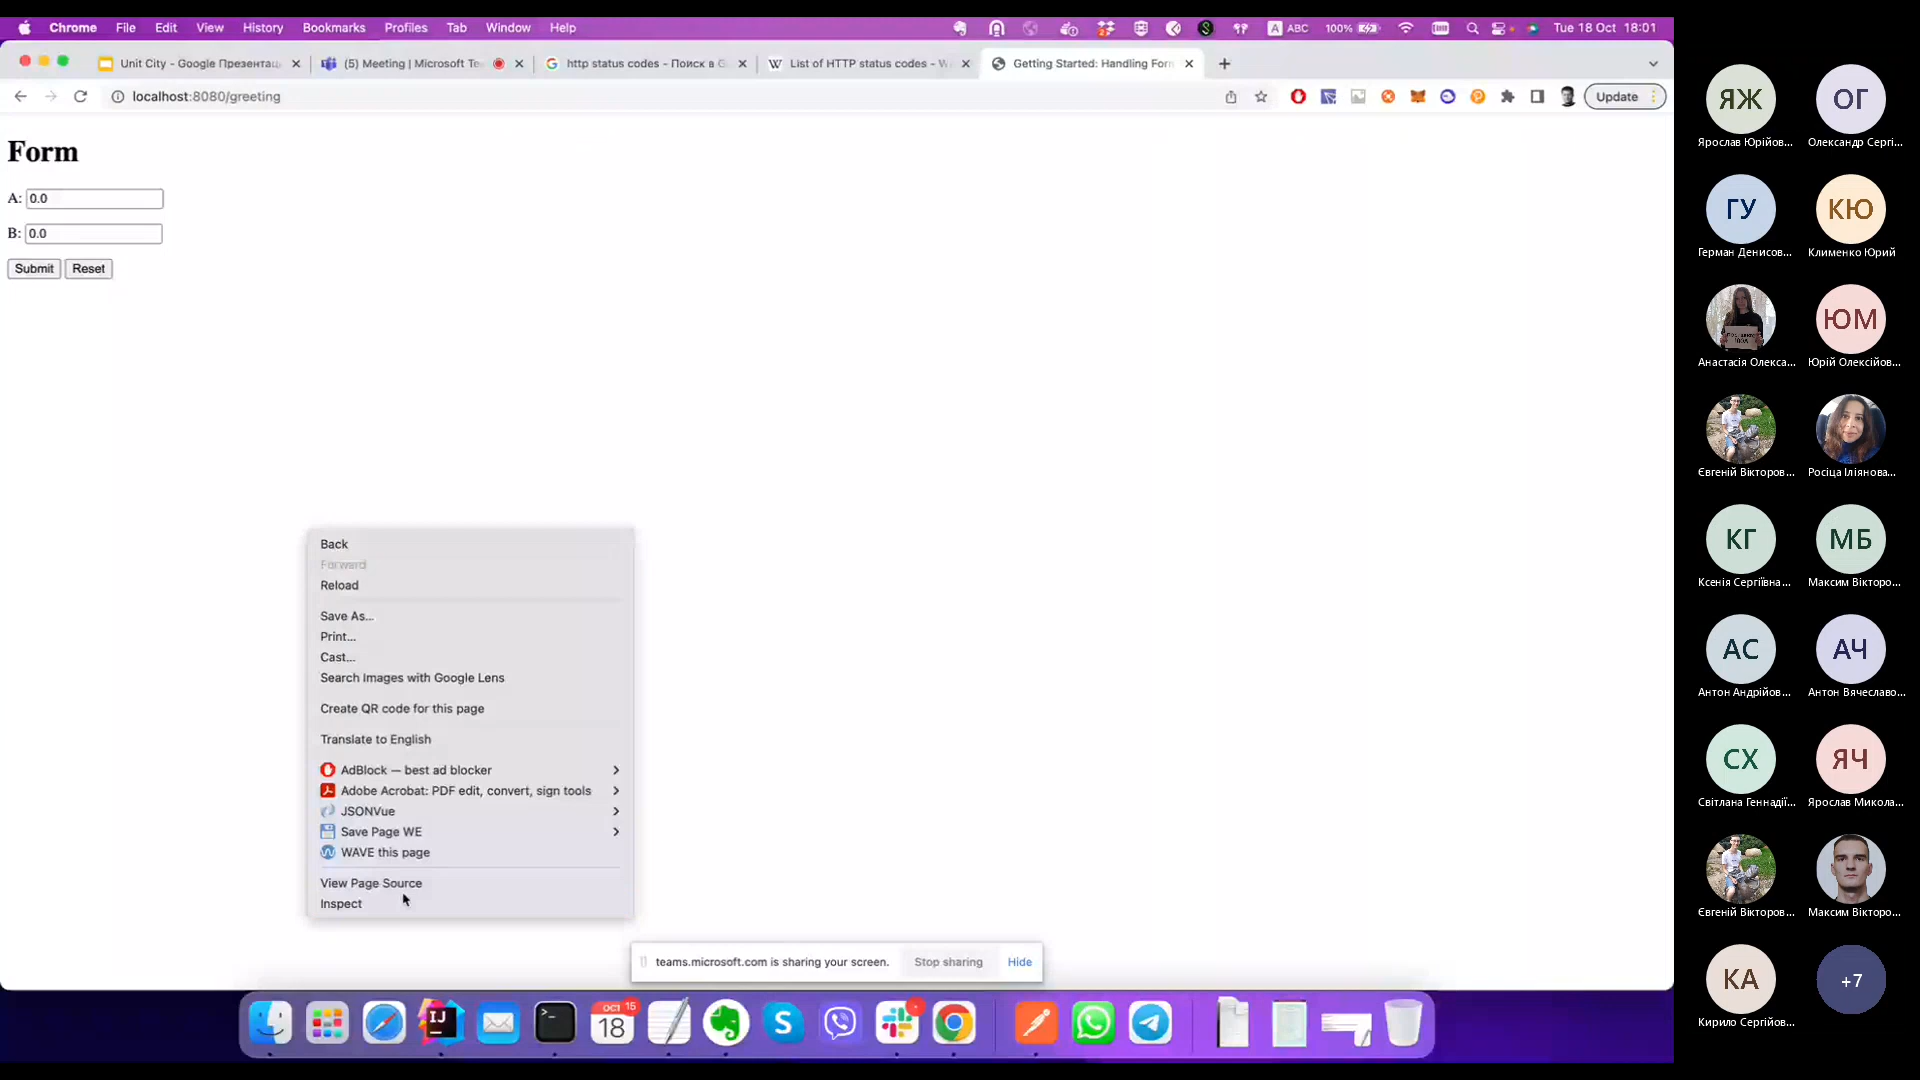 Chrome File Edit View History Bookmarks Profiles Tab Window Help
A ABC 100% Tue 18 Oct 18:01
Unit City - Google Презентац
(5) Meeting | Microsoft Te
http status codes - Поиск в G
List of HTTP status codes - W
Getting Started: Handling Form
localhost:8080/greeting
Update
Form
A: 0.0
B: 0.0
Submit Reset
Back
Forward
Reload
Save As...
Print...
Cast...
Search Images with Google Lens
Create QR code for this page
Translate to English
AdBlock — best ad blocker
Adobe Acrobat: PDF edit, convert, sign tools
JSONVue
Save Page WE
WAVE this page
View Page Source
Inspect
teams.microsoft.com is sharing your screen. Stop sharing Hide
OCT 15
18
IJ
ЯЖ ОГ
Ярослав Юрійов... Олександр Сергі...
ГУ КЮ
Герман Денисов... Клименко Юрий
ЮМ
Анастасія Олекса... Юрій Олексійов...
Євгеній Вікторов... Росіца Іліянова...
КГ МБ
Ксенія Сергіївна... Максим Вікторо...
АС АЧ
Антон Андрійов... Антон Вячеславо...
СХ ЯЧ
Світлана Геннадії... Ярослав Микола...
Євгеній Вікторов... Максим Вікторо...
КА +7
Кирило Сергійов...